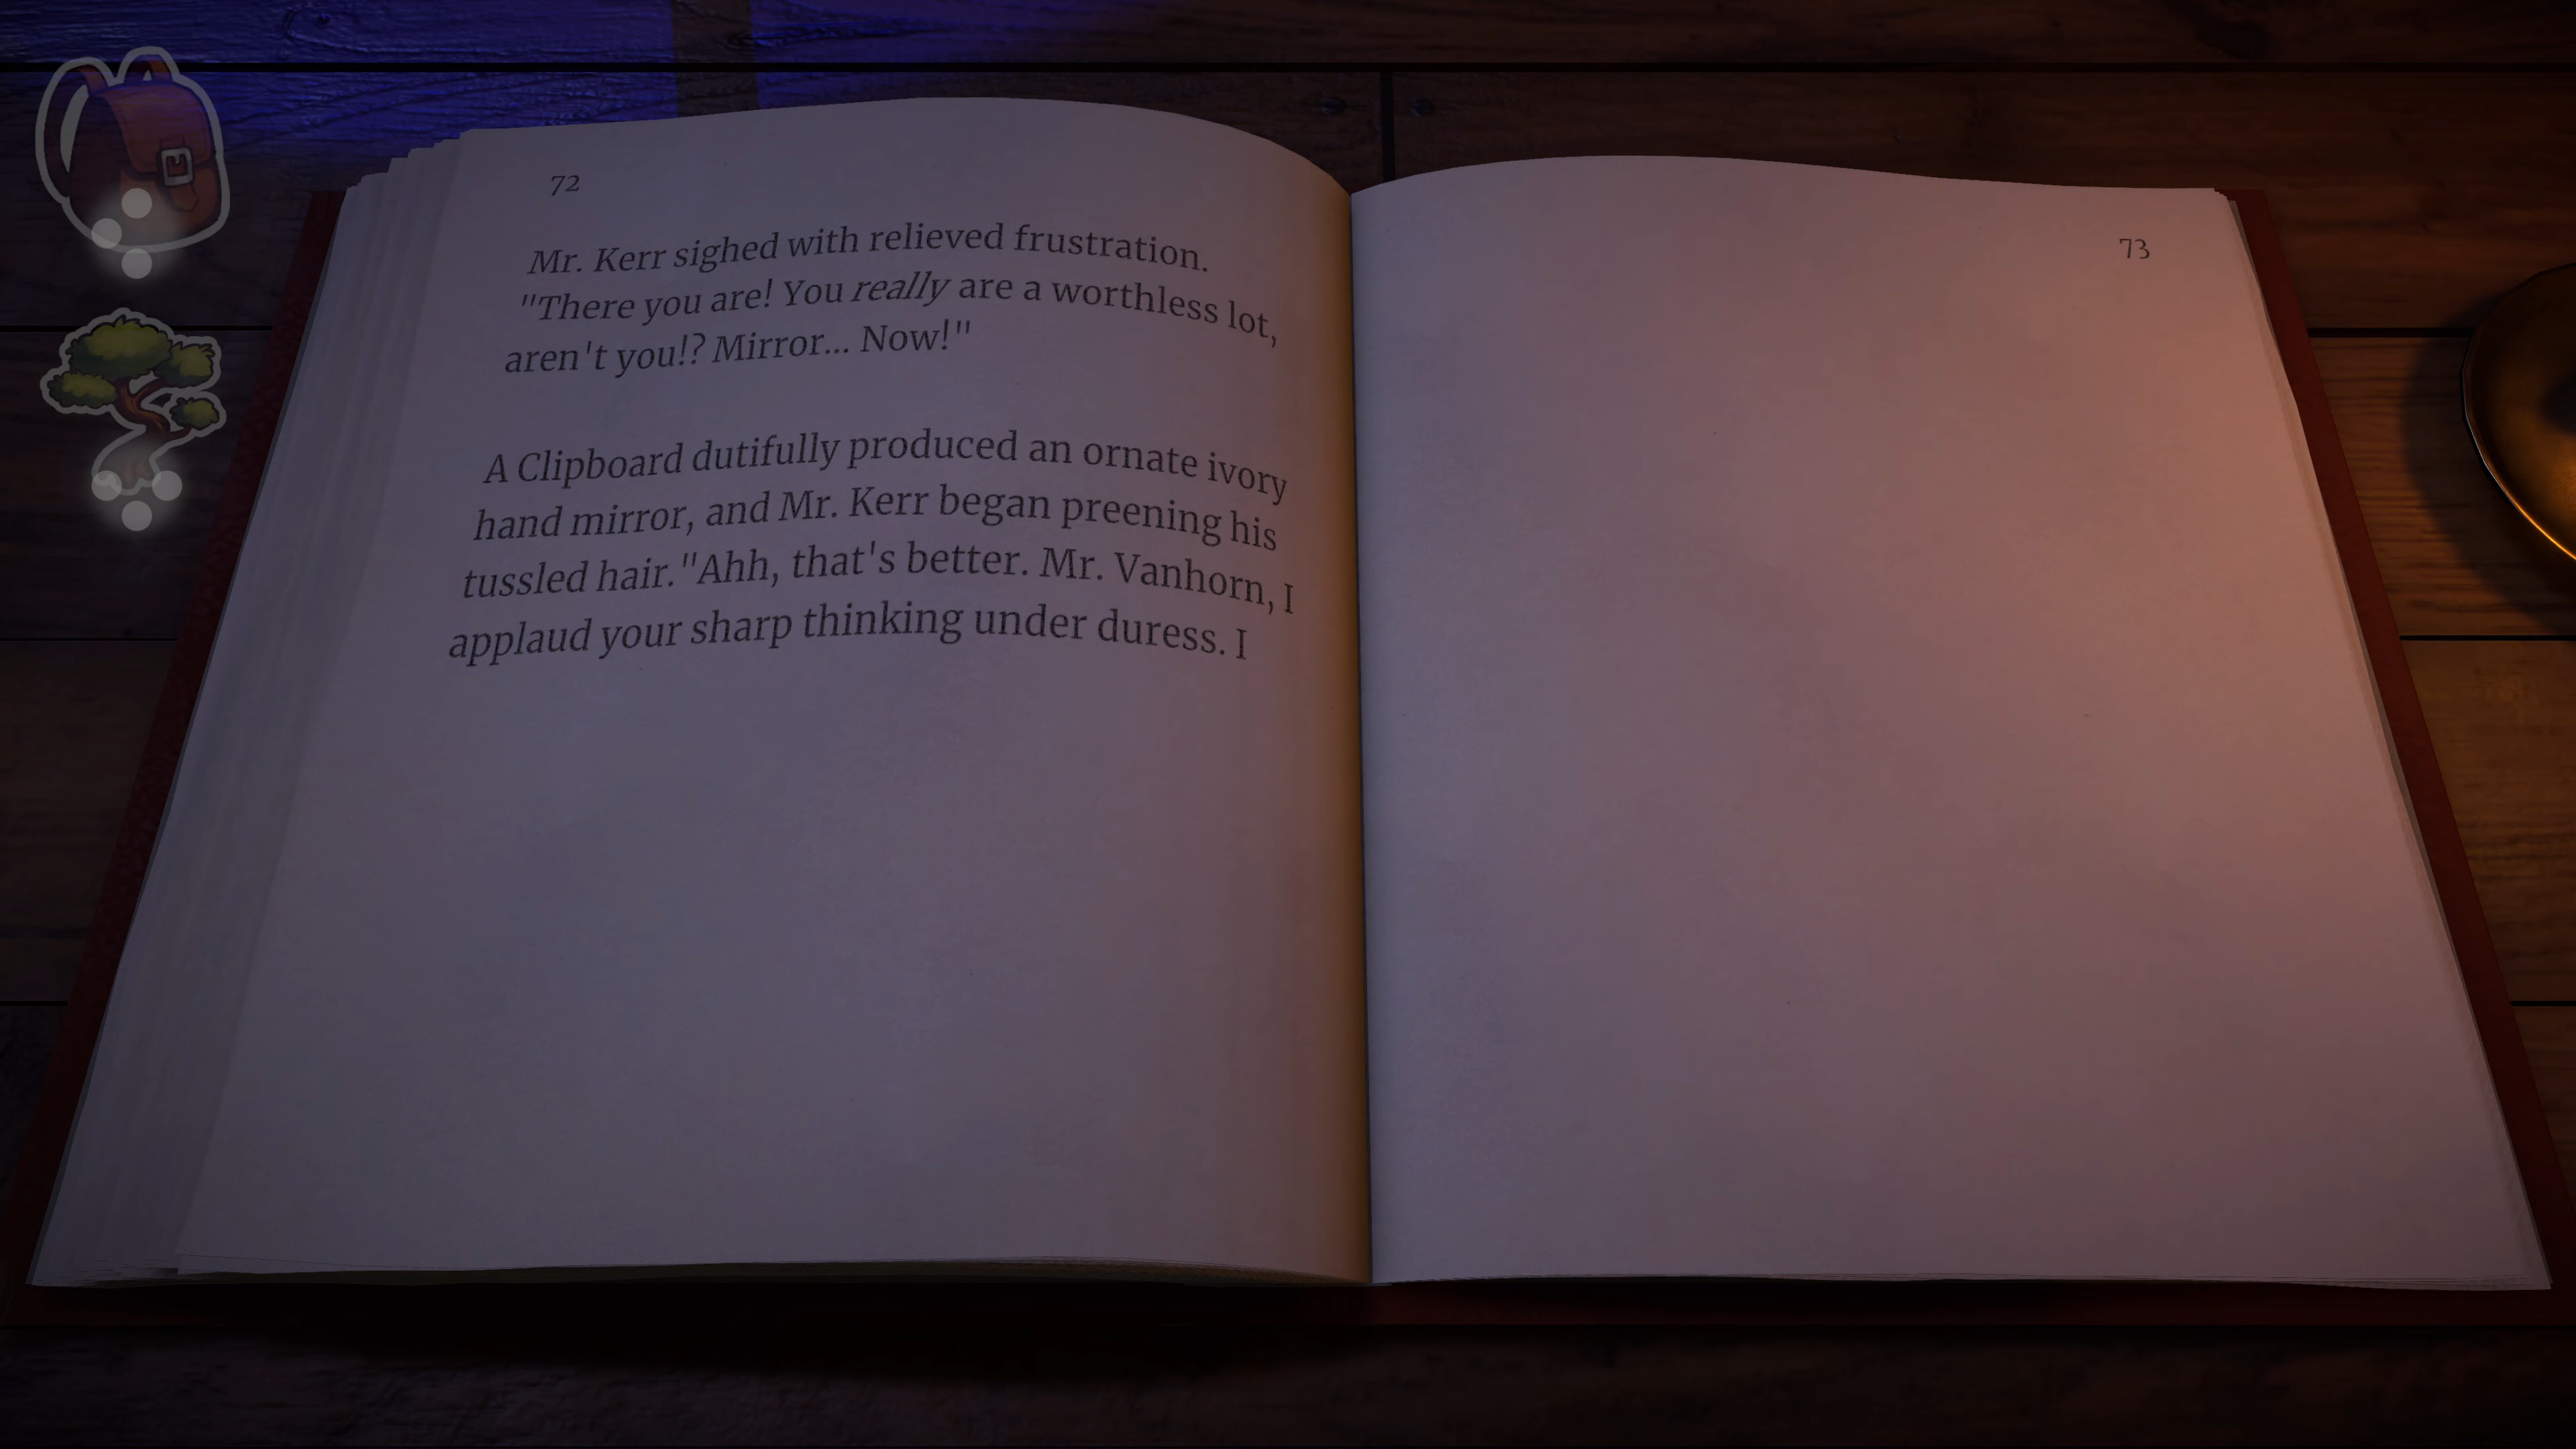 72
Mr. Kerr sighed with relieved frustration.
"There you are! You really are a worthless lot,
aren't you!? Mirror... Now!"
A Clipboard dutifully produced an ornate ivory
hand mirror, and Mr. Kerr began preening his
tussled hair. "Ahh, that's better. Mr. Vanhorn, I
applaud your sharp thinking under duress. I
73